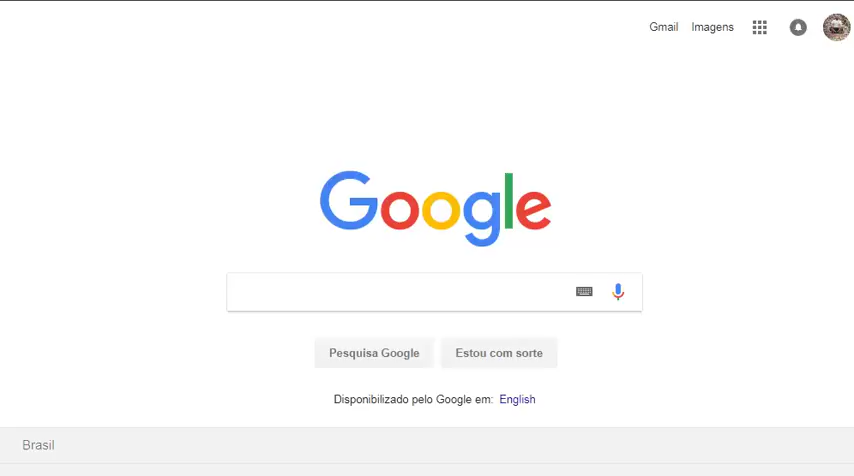 Gmail Imagens
Google
Pesquisa Google Estou com sorte
Disponibilizado pelo Google em: English
Brasil